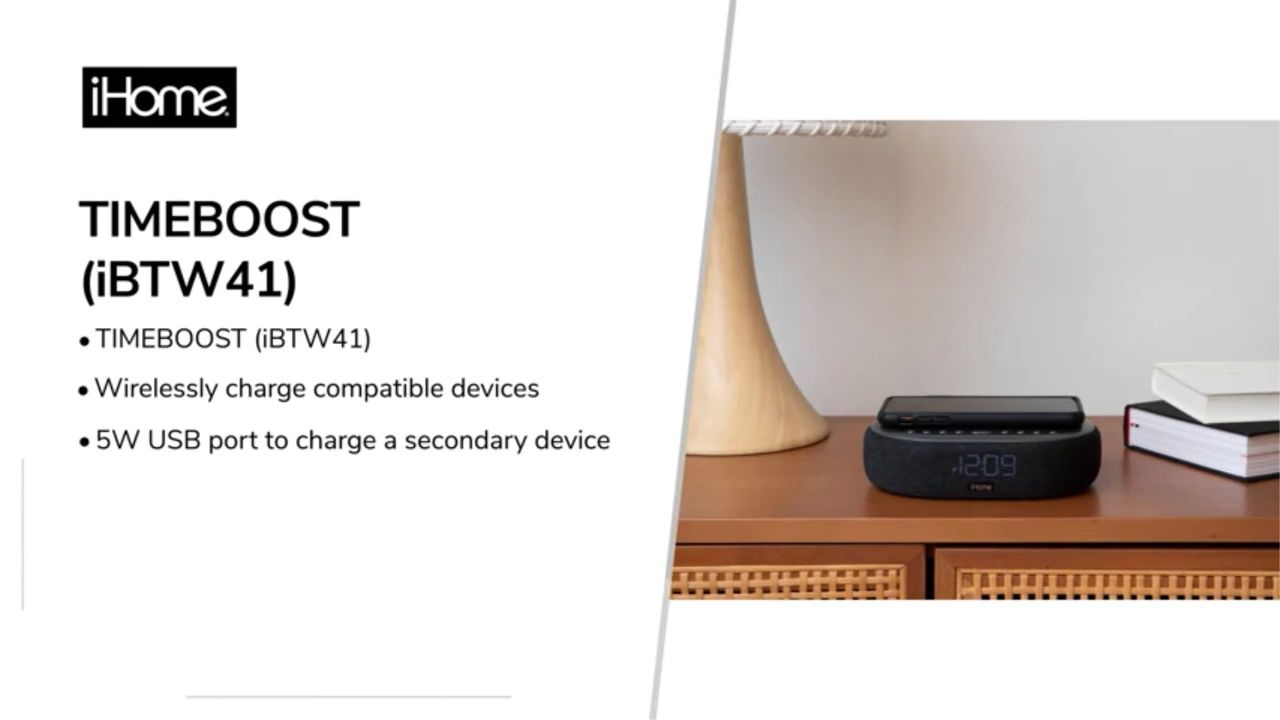 iHome
TIMEBOOST
(iBTW41)
• TIMEBOOST (iBTW41)
• Wirelessly charge compatible devices
• 5W USB port to charge a secondary device
12:09
iHome